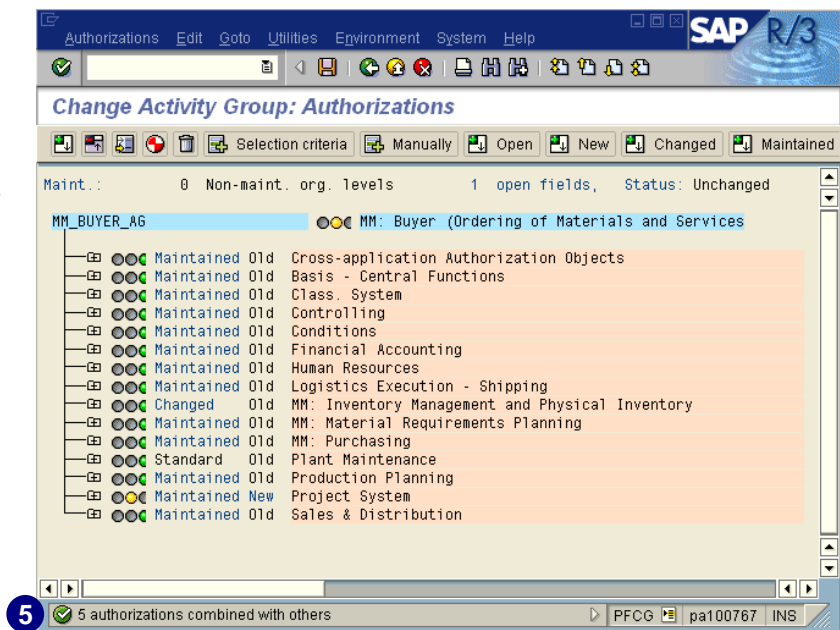 Authorizations Edit Goto Utilities Environment System Help
SAP R/3
Change Activity Group: Authorizations
Selection criteria Manually Open New Changed Maintained
Maint.: 0 Non-maint. org. levels 1 open fields, Status: Unchanged
MM_BUYER_AG MM: Buyer (Ordering of Materials and Services
Maintained Old Cross-application Authorization Objects
Maintained Old Basis - Central Functions
Maintained Old Class. System
Maintained Old Controlling
Maintained Old Conditions
Maintained Old Financial Accounting
Maintained Old Human Resources
Maintained Old Logistics Execution - Shipping
Changed Old MM: Inventory Management and Physical Inventory
Maintained Old MM: Material Requirements Planning
Maintained Old MM: Purchasing
Standard Old Plant Maintenance
Maintained Old Production Planning
Maintained New Project System
Maintained Old Sales & Distribution
5 5 authorizations combined with others PFCG pa100767 INS